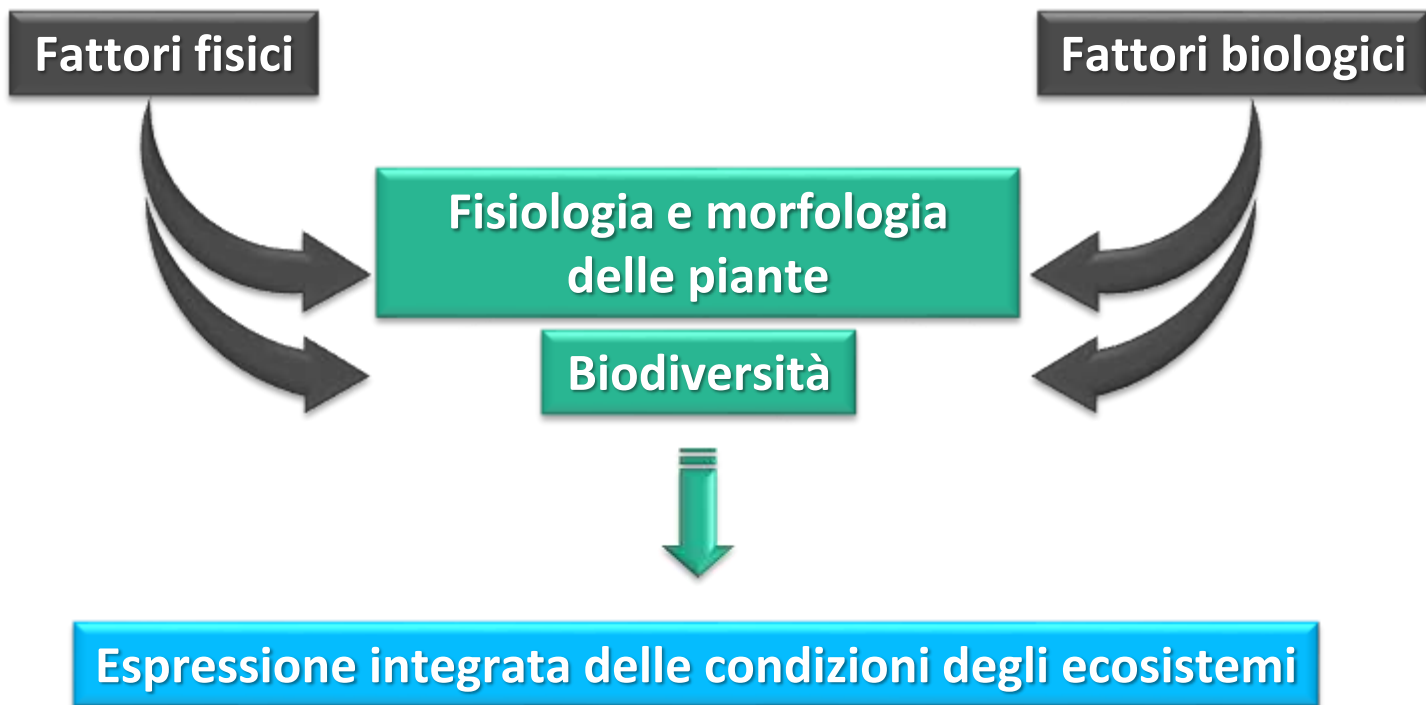 Fattori fisici
Fattori biologici
Fisiologia e morfologia
delle piante
Biodiversità
Espressione integrata delle condizioni degli ecosistemi